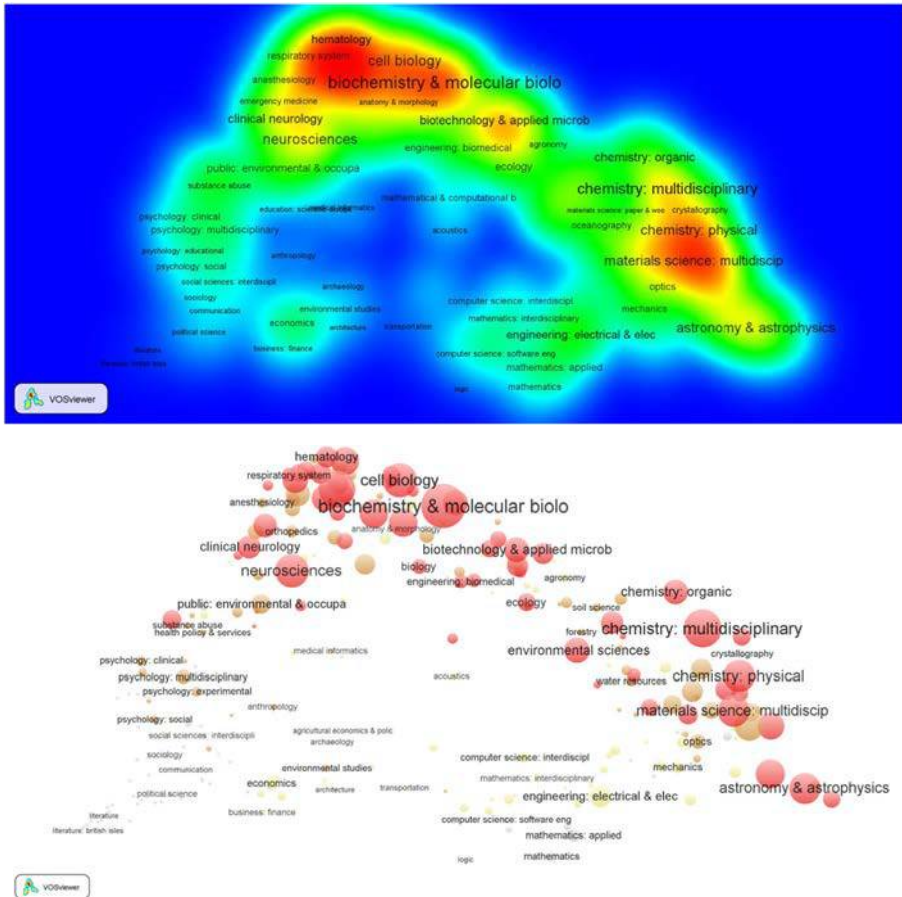 hematology
respiratory system
cell biology
anesthesiology
biochemistry & molecular biolo
emergency medicine
anatomy & morphology
clinical neurology
biotechnology & applied microb
neurosciences
engineering: biomedical
agronomy
chemistry: organic
public: environmental & occupa
ecology
substance abuse
chemistry: multidisciplinary
mathematical & computational b
materials science: paper & woo
crystallography
psychology: clinical
oceanography
psychology: multidisciplinary
acoustics
chemistry: physical
psychology: educational
anthropology
psychology: social
materials science: multidiscip
social sciences: interdiscipli
archaeology
optics
sociology
computer science: interdiscipl
communication
environmental studies
mechanics
economics
mathematics: interdisciplinary
political science
architecture
transportation
engineering: electrical & elec
astronomy & astrophysics
business: finance
computer science: software eng
mathematics: applied
logic
mathematics
VOSviewer
hematology
respiratory system
cell biology
anesthesiology
biochemistry & molecular biolo
orthopedics
anatomy & morphology
clinical neurology
biotechnology & applied microb
neurosciences
biology
engineering: biomedical
agronomy
chemistry: organic
public: environmental & occupa
ecology
soil science
substance abuse
health policy & services
forestry
chemistry: multidisciplinary
medical informatics
environmental sciences
crystallography
psychology: clinical
psychology: multidisciplinary
acoustics
water resources
chemistry: physical
psychology: experimental
anthropology
psychology: social
materials science: multidiscip
social sciences: interdiscipli
agricultural economics & polic
archaeology
optics
sociology
computer science: interdiscipl
communication
environmental studies
mechanics
economics
mathematics: interdisciplinary
political science
architecture
transportation
engineering: electrical & elec
astronomy & astrophysics
business: finance
literature
computer science: software eng
literature: british isles
mathematics: applied
logic
mathematics
VOSviewer